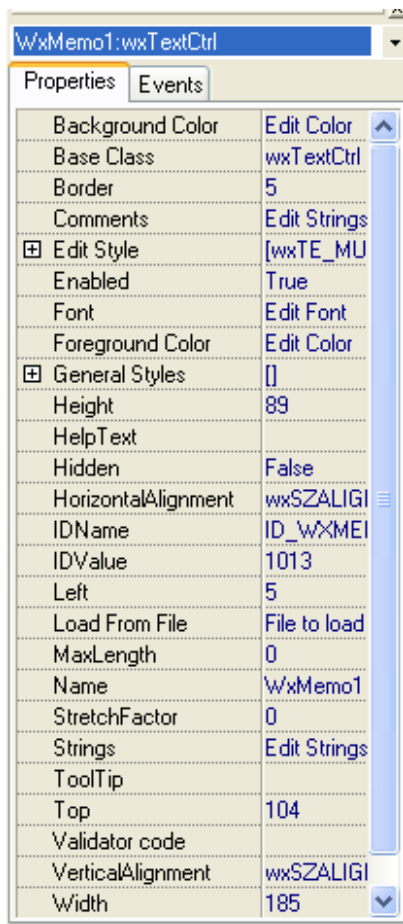 WxMemo1:wxTextCtrl
Properties Events
Background Color Edit Color
Base Class wxTextCtrl
Border 5
Comments Edit Strings
Edit Style [wxTE_MU
Enabled True
Font Edit Font
Foreground Color Edit Color
General Styles []
Height 89
HelpText
Hidden False
HorizontalAlignment wxSZALIGI
IDName ID_WXMEI
IDValue 1013
Left 5
Load From File File to load
MaxLength 0
Name WxMemo1
StretchFactor 0
Strings Edit Strings
ToolTip
Top 104
Validator code
VerticalAlignment wxSZALIGI
Width 185